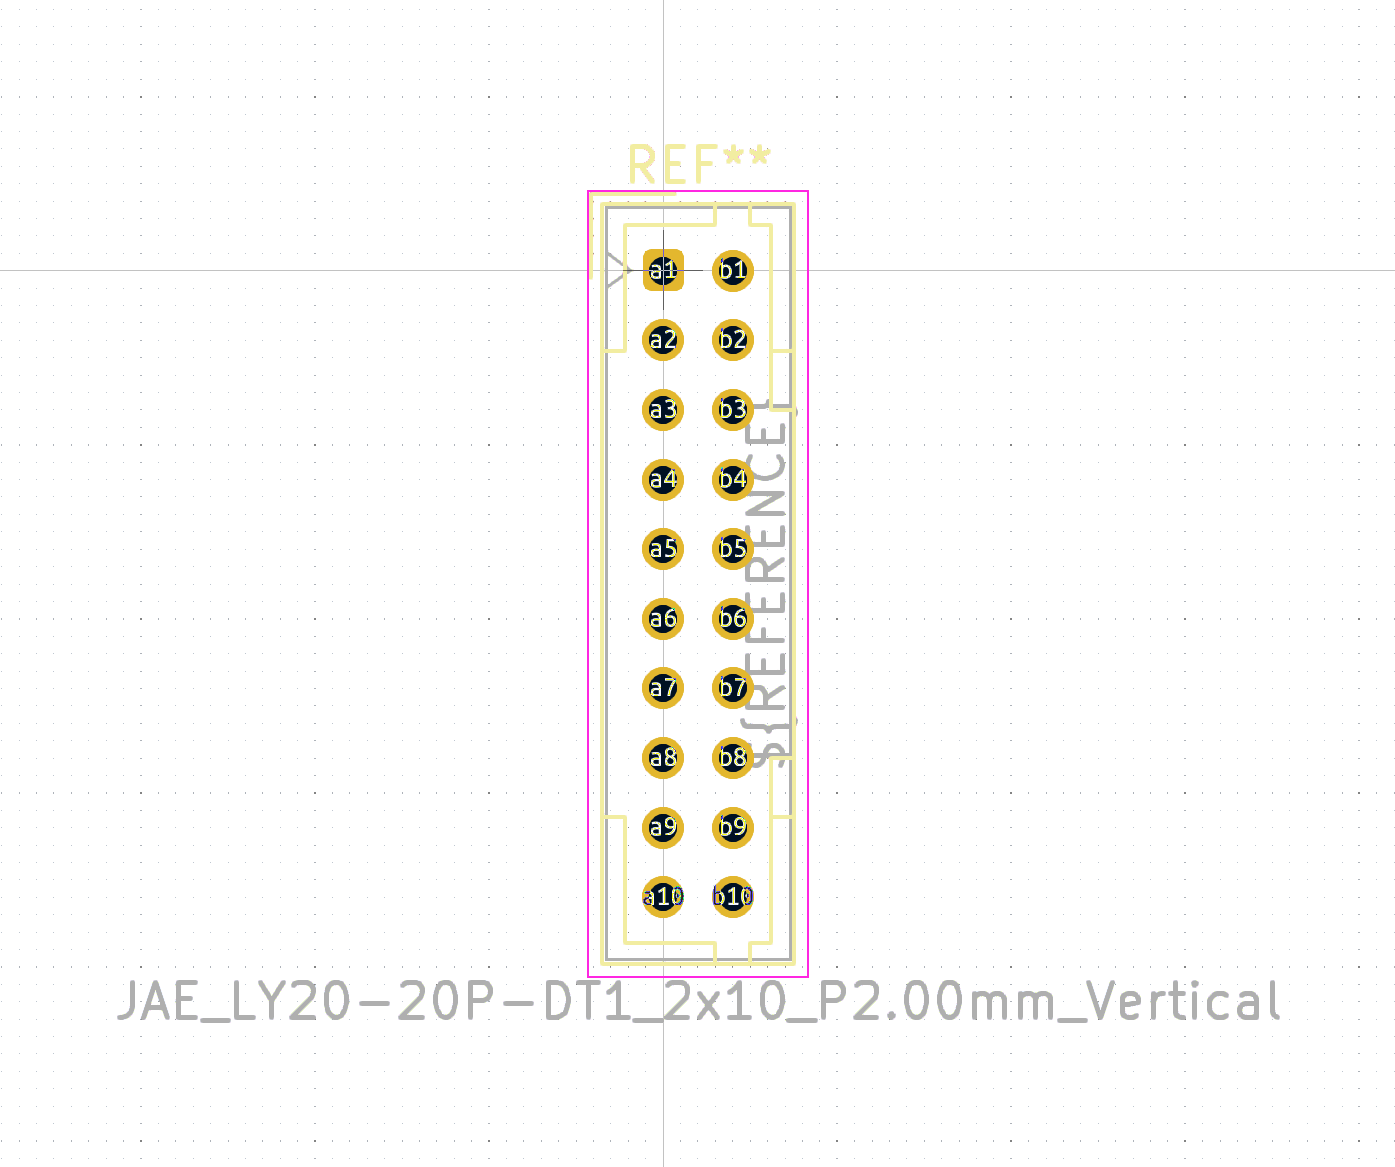 REF**
a1 b1
a2 b2
a3 b3
a4 b4
a5 b5
a6 b6
a7 b7
a8 b8
a9 b9
a10 b10
${REFERENCE}
JAE_LY20-20P-DT1_2x10_P2.00mm_Vertical